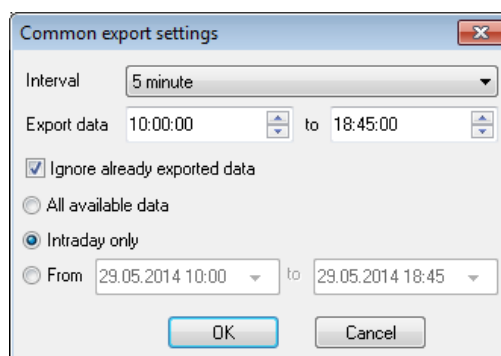 Common export settings
Interval 5 minute
Export data 10:00:00 to 18:45:00
Ignore already exported data
All available data
Intraday only
From 29.05.2014 10:00 to 29.05.2014 18:45
OK Cancel